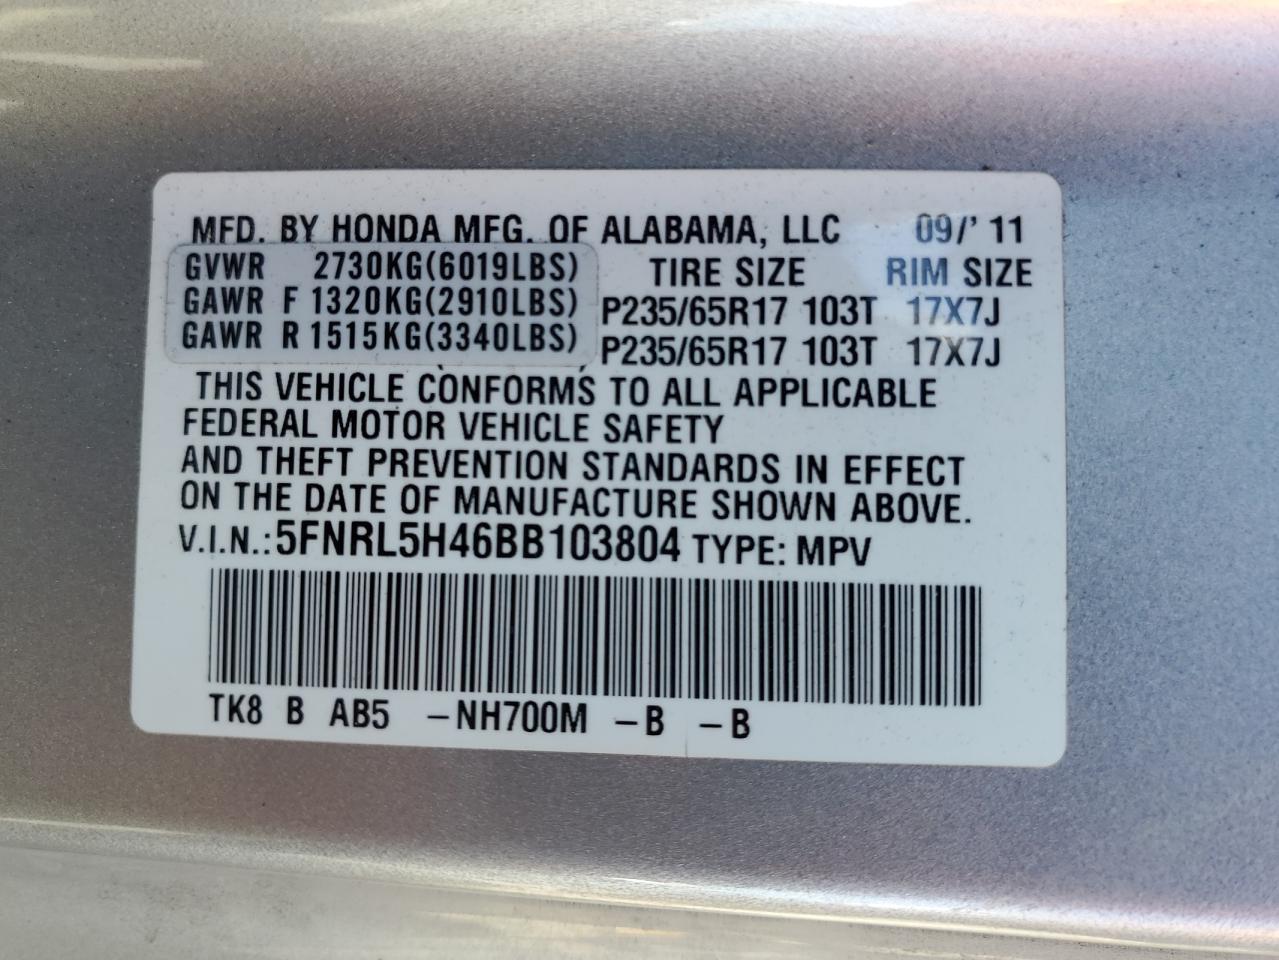 MFD. BY HONDA MFG. OF ALABAMA, LLC 09/' 11
GVWR 2730KG(6019LBS) TIRE SIZE RIM SIZE
GAWR F 1320KG(2910LBS) P235/65R17 103T 17X7J
GAWR R 1515KG(3340LBS) P235/65R17 103T 17X7J
THIS VEHICLE CONFORMS TO ALL APPLICABLE
FEDERAL MOTOR VEHICLE SAFETY
AND THEFT PREVENTION STANDARDS IN EFFECT
ON THE DATE OF MANUFACTURE SHOWN ABOVE.
V.I.N.: 5FNRL5H46BB103804 TYPE: MPV
TK8 B AB5 -NH700M -B -B